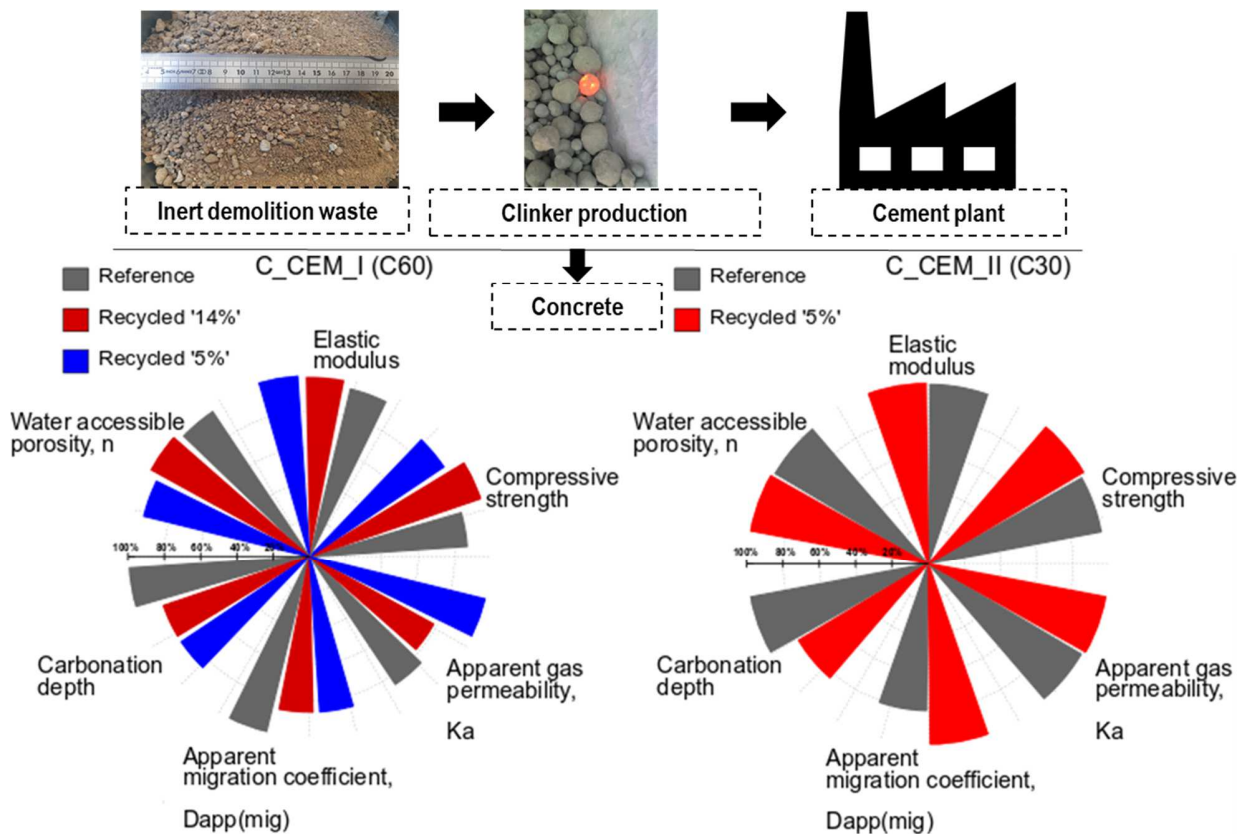 Inert demolition waste
Clinker production
Cement plant
C_CEM_I (C60)
C_CEM_II (C30)
Concrete
Reference
Recycled '14%'
Recycled '5%'
Elastic
modulus
Water accessible
porosity, n
Compressive
strength
100% 80% 60% 40% 20%
Carbonation
depth
Apparent gas
permeability,
Ka
Apparent
migration coefficient,
Dapp(mig)
Reference
Recycled '5%'
Elastic
modulus
Water accessible
porosity, n
Compressive
strength
100% 80% 60% 40% 20%
Carbonation
depth
Apparent gas
permeability,
Ka
Apparent
migration coefficient,
Dapp(mig)